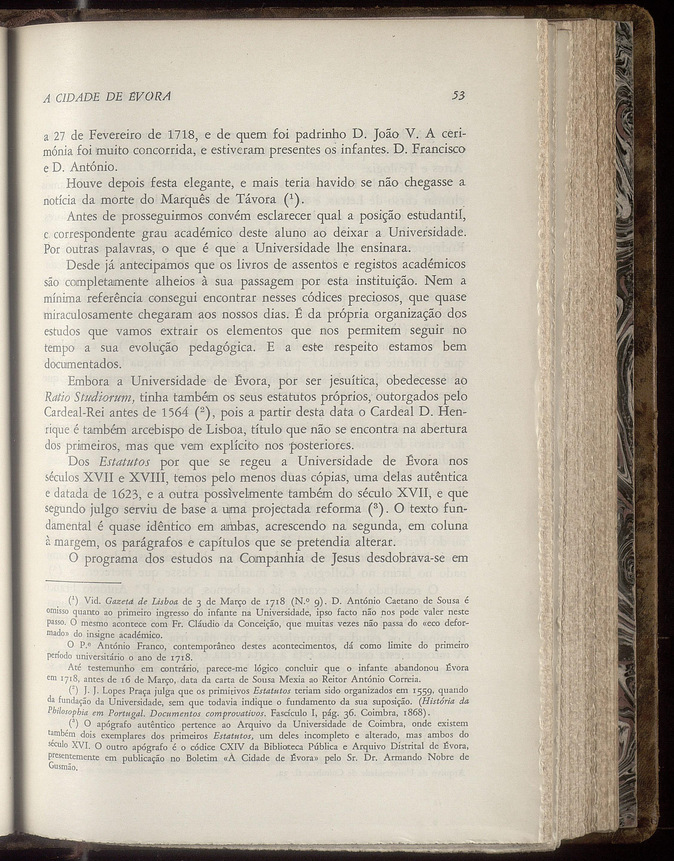 A CIDADE DE ÉVORA 53
a 27 de Fevereiro de 1718, e de quem foi padrinho D. João V. A ceri-
mónia foi muito concorrida, e estiveram presentes os infantes. D. Francisco
e D. António.
Houve depois festa elegante, e mais teria havido se não chegasse a
notícia da morte do Marquês de Távora (¹).
Antes de prosseguirmos convém esclarecer qual a posição estudantil,
e correspondente grau académico deste aluno ao deixar a Universidade.
Por outras palavras, o que é que a Universidade lhe ensinara.
Desde já antecipamos que os livros de assentos e registos académicos
são completamente alheios à sua passagem por esta instituição. Nem a
mínima referência consegui encontrar nesses códices preciosos, que quase
miraculosamente chegaram aos nossos dias. É da própria organização dos
estudos que vamos extrair os elementos que nos permitem seguir no
tempo a sua evolução pedagógica. E a este respeito estamos bem
documentados.
Embora a Universidade de Évora, por ser jesuítica, obedecesse ao
Ratio Studiorum, tinha também os seus estatutos próprios, outorgados pelo
Cardeal-Rei antes de 1564 (²), pois a partir desta data o Cardeal D. Hen-
rique é também arcebispo de Lisboa, título que não se encontra na abertura
dos primeiros, mas que vem explícito nos posteriores.
Dos Estatutos por que se regeu a Universidade de Évora nos
séculos XVII e XVIII, temos pelo menos duas cópias, uma delas autêntica
e datada de 1623, e a outra possìvelmente também do século XVII, e que
segundo julgo serviu de base a uma projectada reforma (³). O texto fun-
damental é quase idêntico em ambas, acrescendo na segunda, em coluna
à margem, os parágrafos e capítulos que se pretendia alterar.
O programa dos estudos na Companhia de Jesus desdobrava-se em
(¹) Vid. Gazeta de Lisboa de 3 de Março de 1718 (N.º 9). D. António Caetano de Sousa é
omisso quanto ao primeiro ingresso do infante na Universidade, ipso facto não nos pode valer neste
passo. O mesmo acontece com Fr. Cláudio da Conceição, que muitas vezes não passa do «eco defor-
mado» do insigne académico.
O P.e António Franco, contemporâneo destes acontecimentos, dá como limite do primeiro
período universitário o ano de 1718.
Até testemunho em contrário, parece-me lógico concluir que o infante abandonou Évora
em 1718, antes de 16 de Março, data da carta de Sousa Mexia ao Reitor António Correia.
(²) J. J. Lopes Praça julga que os primitivos Estatutos teriam sido organizados em 1559, quando
da fundação da Universidade, sem que todavia indique o fundamento da sua suposição. (História da
Philosophia em Portugal. Documentos comprovativos. Fascículo I, pág. 36. Coimbra, 1868).
(³) O apógrafo autêntico pertence ao Arquivo da Universidade de Coimbra, onde existem
também dois exemplares dos primeiros Estatutos, um deles incompleto e alterado, mas ambos do
século XVI. O outro apógrafo é o códice CXIV da Biblioteca Pública e Arquivo Distrital de Évora,
presentemente em publicação no Boletim «A Cidade de Évora» pelo Sr. Dr. Armando Nobre de
Gusmão.